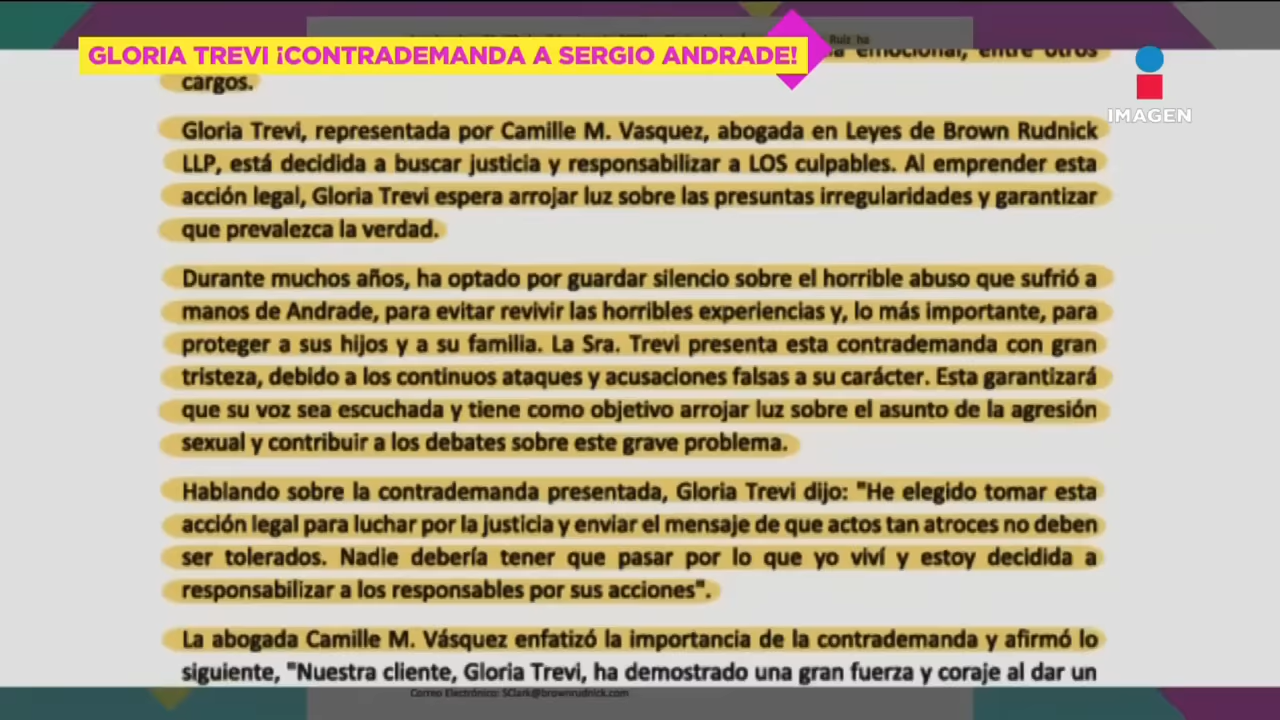 GLORIA TREVI ¡CONTRADEMANDA A SERGIO ANDRADE!
Ruiz ha
emocional, entre otros
IMAGEN
cargos.
Gloria Trevi, representada por Camille M. Vasquez, abogada en Leyes de Brown Rudnick
LLP, está decidida a buscar justicia y responsabilizar a LOS culpables. Al emprender esta
acción legal, Gloria Trevi espera arrojar luz sobre las presuntas irregularidades y garantizar
que prevalezca la verdad.
Durante muchos años, ha optado por guardar silencio sobre el horrible abuso que sufrió a
manos de Andrade, para evitar revivir las horribles experiencias y, lo más importante, para
proteger a sus hijos y a su familia. La Sra. Trevi presenta esta contrademanda con gran
tristeza, debido a los continuos ataques y acusaciones falsas a su carácter. Esta garantizará
que su voz sea escuchada y tiene como objetivo arrojar luz sobre el asunto de la agresión
sexual y contribuir a los debates sobre este grave problema.
Hablando sobre la contrademanda presentada, Gloria Trevi dijo: "He elegido tomar esta
acción legal para luchar por la justicia y enviar el mensaje de que actos tan atroces no deben
ser tolerados. Nadie debería tener que pasar por lo que yo viví y estoy decidida a
responsabilizar a los responsables por sus acciones".
La abogada Camille M. Vásquez enfatizó la importancia de la contrademanda y afirmó lo
siguiente, "Nuestra cliente, Gloria Trevi, ha demostrado una gran fuerza y coraje al dar un
Correo Electrónico: SClark@brownrudnick.com